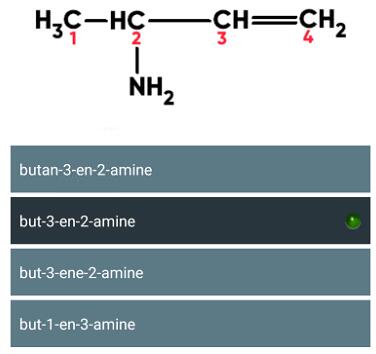 H₃C—HC—CH=CH₂
1 2 3 4
NH₂
butan-3-en-2-amine
but-3-en-2-amine
but-3-ene-2-amine
but-1-en-3-amine